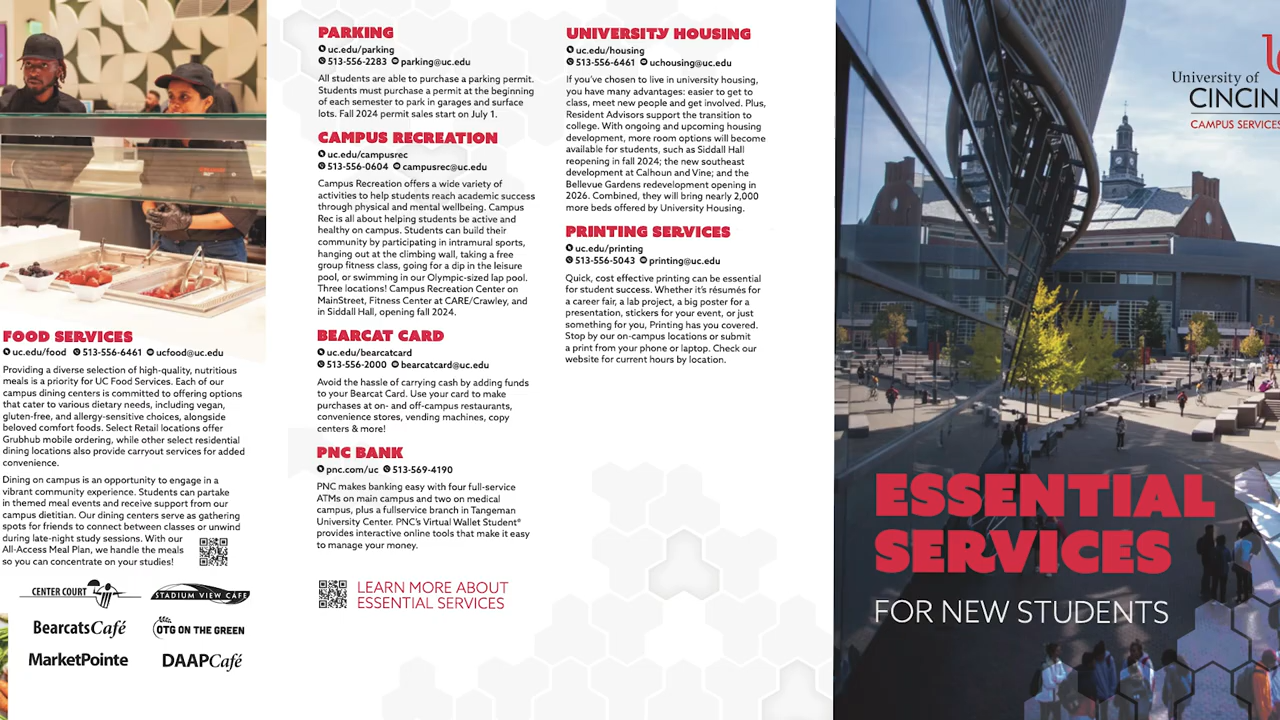 FOOD SERVICES
uc.edu/food 513-556-6461 ucfood@uc.edu
Providing a diverse selection of high-quality, nutritious
meals is a priority for UC Food Services. Each of our
campus dining centers is committed to offering options
that cater to various dietary needs, including vegan,
gluten-free, and allergy-sensitive choices, alongside
beloved comfort foods. Select Retail locations offer
Grubhub mobile ordering, while other select residential
dining locations also provide carryout services for added
convenience.
Dining on campus is an opportunity to engage in a
vibrant community experience. Students can partake
in themed meal events and receive support from our
campus dietitian. Our dining centers serve as gathering
spots for friends to connect between classes or unwind
during late-night study sessions. With our
All-Access Meal Plan, we handle the meals
so you can concentrate on your studies!
CENTER COURT
STADIUM VIEW CAFE
BearcatsCafé
OTG ON THE GREEN
MarketPointe
DAAPCafé
PARKING
uc.edu/parking
513-556-2283 parking@uc.edu
All students are able to purchase a parking permit.
Students must purchase a permit at the beginning
of each semester to park in garages and surface
lots. Fall 2024 permit sales start on July 1.
CAMPUS RECREATION
uc.edu/campusrec
513-556-0604 campusrec@uc.edu
Campus Recreation offers a wide variety of
activities to help students reach academic success
through physical and mental wellbeing. Campus
Rec is all about helping students be active and
healthy on campus. Students can build their
community by participating in intramural sports,
hanging out at the climbing wall, taking a free
group fitness class, going for a dip in the leisure
pool, or swimming in our Olympic-sized lap pool.
Three locations! Campus Recreation Center on
MainStreet, Fitness Center at CARE/Crawley, and
in Siddall Hall, opening fall 2024.
BEARCAT CARD
uc.edu/bearcatcard
513-556-2000 bearcatcard@uc.edu
Avoid the hassle of carrying cash by adding funds
to your Bearcat Card. Use your card to make
purchases at on- and off-campus restaurants,
convenience stores, vending machines, copy
centers & more!
PNC BANK
pnc.com/uc 513-569-4190
PNC makes banking easy with four full-service
ATMs on main campus and two on medical
campus, plus a fullservice branch in Tangeman
University Center. PNC's Virtual Wallet Student®
provides interactive online tools that make it easy
to manage your money.
LEARN MORE ABOUT
ESSENTIAL SERVICES
UNIVERSITY HOUSING
uc.edu/housing
513-556-6461 uchousing@uc.edu
If you've chosen to live in university housing,
you have many advantages: easier to get to
class, meet new people and get involved. Plus,
Resident Advisors support the transition to
college. With ongoing and upcoming housing
development, more room options will become
available for students, such as Siddall Hall
reopening in fall 2024; the new southeast
development at Calhoun and Vine; and the
Bellevue Gardens redevelopment opening in
2026. Combined, they will bring nearly 2,000
more beds offered by University Housing.
PRINTING SERVICES
uc.edu/printing
513-556-5043 printing@uc.edu
Quick, cost effective printing can be essential
for student success. Whether it's résumés for
a career fair, a lab project, a big poster for a
presentation, stickers for your event, or just
something for you, Printing has you covered.
Stop by our on-campus locations or submit
a print from your phone or laptop. Check our
website for current hours by location.
University of
CINCIN
CAMPUS SERVICES
ESSENTIAL
SERVICES
FOR NEW STUDENTS